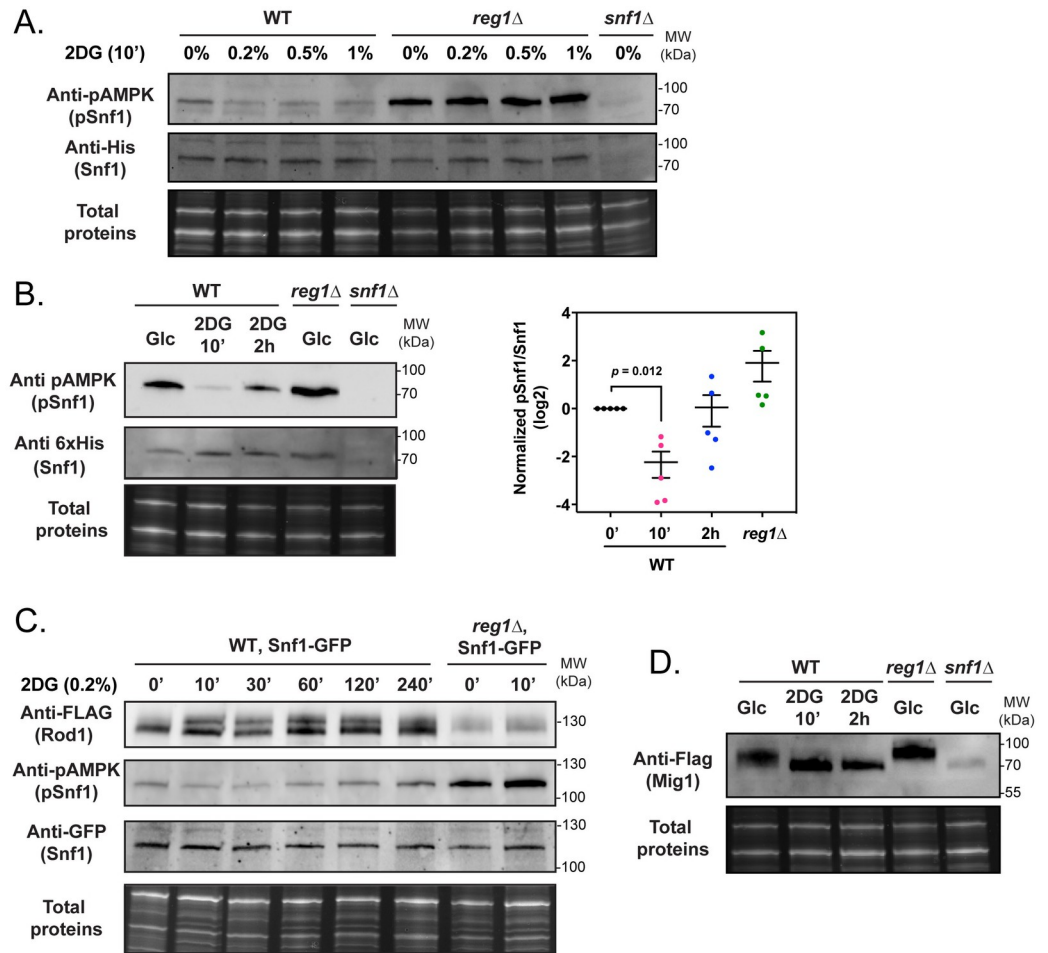 A.
WT
reg1Δ
snf1Δ
MW
(kDa)
2DG (10’)
0%
0.2%
0.5%
1%
0%
0.2%
0.5%
1%
0%
Anti-pAMPK
(pSnf1)
-100
-70
Anti-His
(Snf1)
-100
-70
Total
proteins
B.
WT
reg1Δ
snf1Δ
Glc
2DG
10’
2DG
2h
Glc
Glc
MW
(kDa)
Anti pAMPK
(pSnf1)
100
70
Anti 6xHis
(Snf1)
100
70
Total
proteins
Normalized pSnf1/Snf1
(log2)
4
2
0
-2
-4
p = 0.012
0’
10’
2h
reg1Δ
WT
C.
WT, Snf1-GFP
reg1Δ,
Snf1-GFP
MW
(kDa)
2DG (0.2%)
0’
10’
30’
60’
120’
240’
0’
10’
Anti-FLAG
(Rod1)
-130
Anti-pAMPK
(pSnf1)
-130
100
Anti-GFP
(Snf1)
-130
100
Total
proteins
D.
WT
reg1Δ
snf1Δ
Glc
2DG
10’
2DG
2h
Glc
Glc
MW
(kDa)
Anti-Flag
(Mig1)
-100
-70
-55
Total
proteins